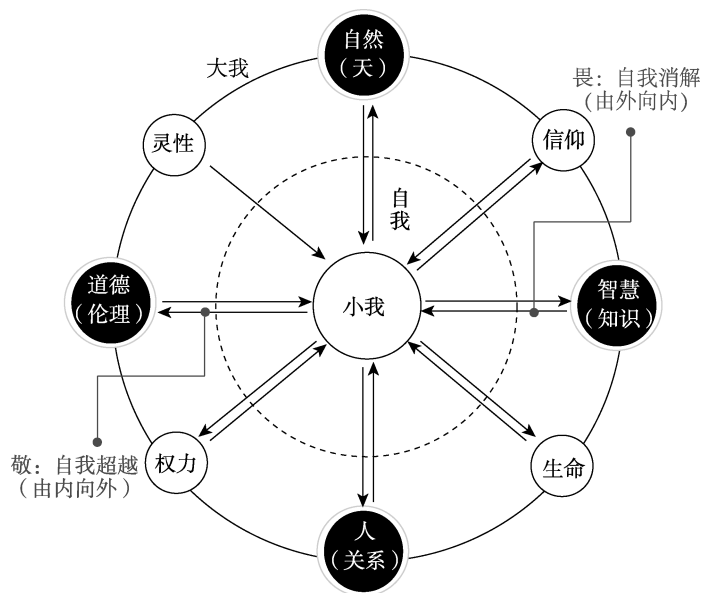 自然
（天）
大我
畏：自我消解
（由外向内）
灵性
信仰
自
我
道德
（伦理）
小我
智慧
（知识）
敬：自我超越
（由内向外）
权力
生命
人
（关系）